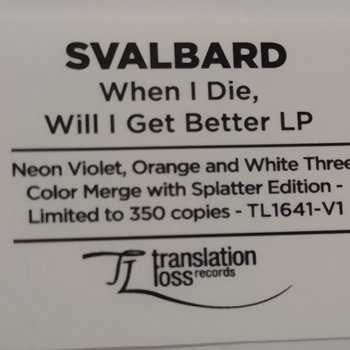 SVALBARD
When I Die,
Will I Get Better LP
Neon Violet, Orange and White Three
Color Merge with Splatter Edition -
Limited to 350 copies - TL1641-V1
TL translation
loss records